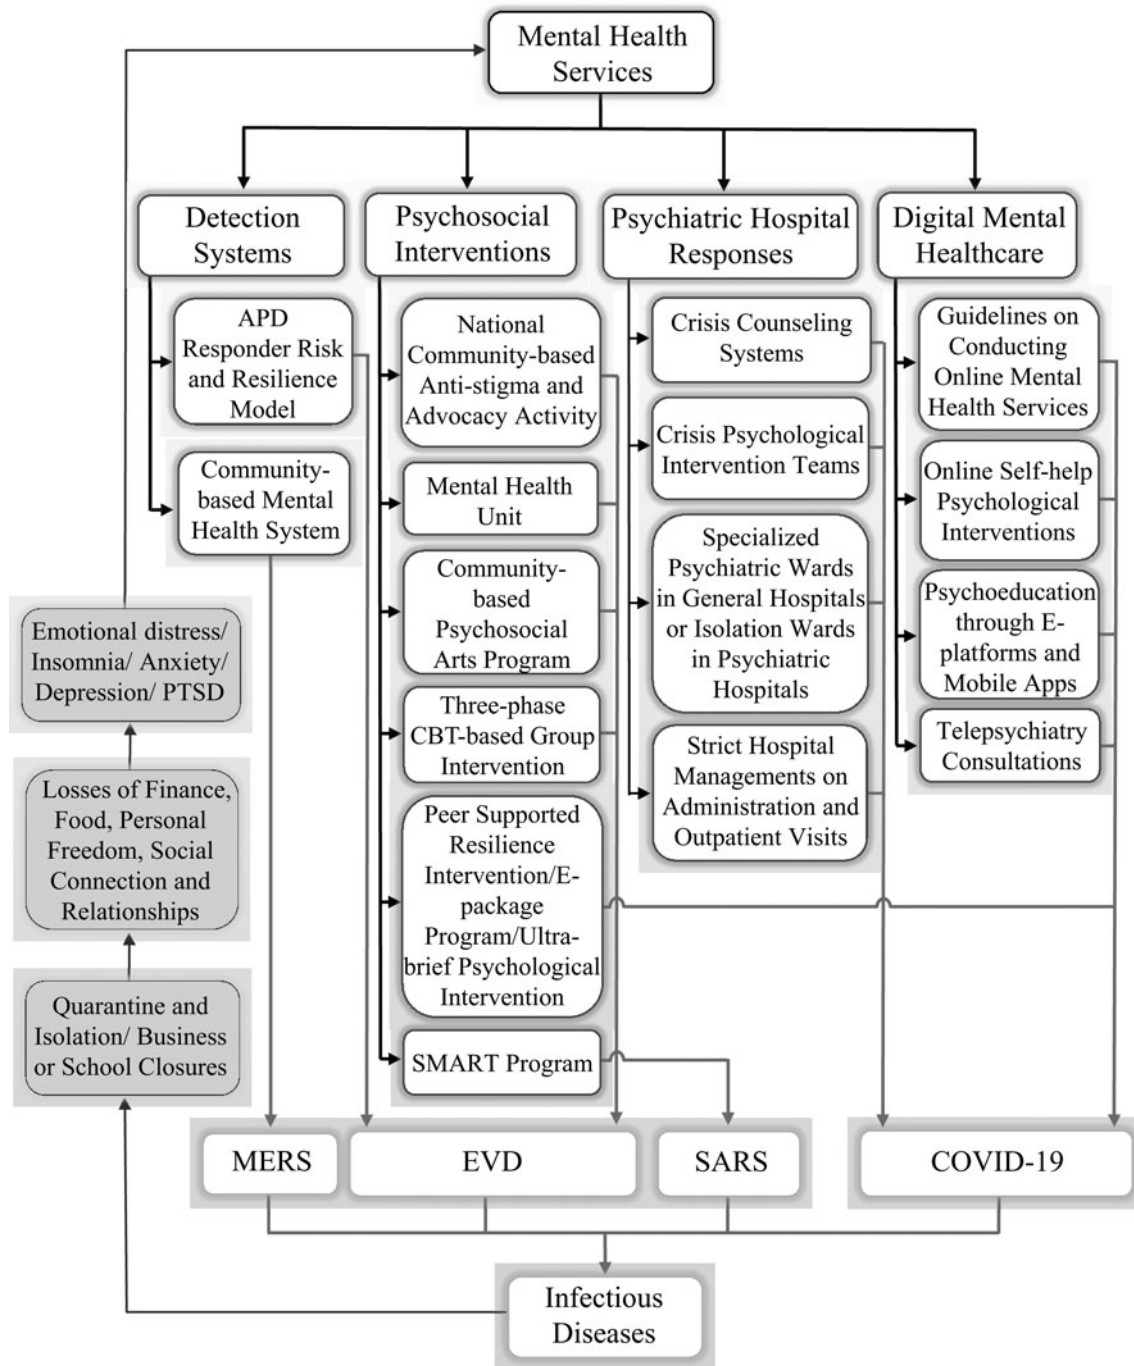 Mental Health
Services
Detection
Systems
Psychosocial
Interventions
Psychiatric Hospital
Responses
Digital Mental
Healthcare
APD
Responder Risk
and Resilience
Model
Community-
based Mental
Health System
National
Community-based
Anti-stigma and
Advocacy Activity
Mental Health
Unit
Community-
based
Psychosocial
Arts Program
Three-phase
CBT-based Group
Intervention
Peer Supported
Resilience
Intervention/E-
package
Program/Ultra-
brief Psychological
Intervention
SMART Program
Crisis Counseling
Systems
Crisis Psychological
Intervention Teams
Specialized
Psychiatric Wards
in General Hospitals
or Isolation Wards
in Psychiatric
Hospitals
Strict Hospital
Managements on
Administration and
Outpatient Visits
Guidelines on
Conducting
Online Mental
Health Services
Online Self-help
Psychological
Interventions
Psychoeducation
through E-
platforms and
Mobile Apps
Telepsychiatry
Consultations
Emotional distress/
Insomnia/ Anxiety/
Depression/ PTSD
Losses of Finance,
Food, Personal
Freedom, Social
Connection and
Relationships
Quarantine and
Isolation/ Business
or School Closures
MERS
EVD
SARS
COVID-19
Infectious
Diseases